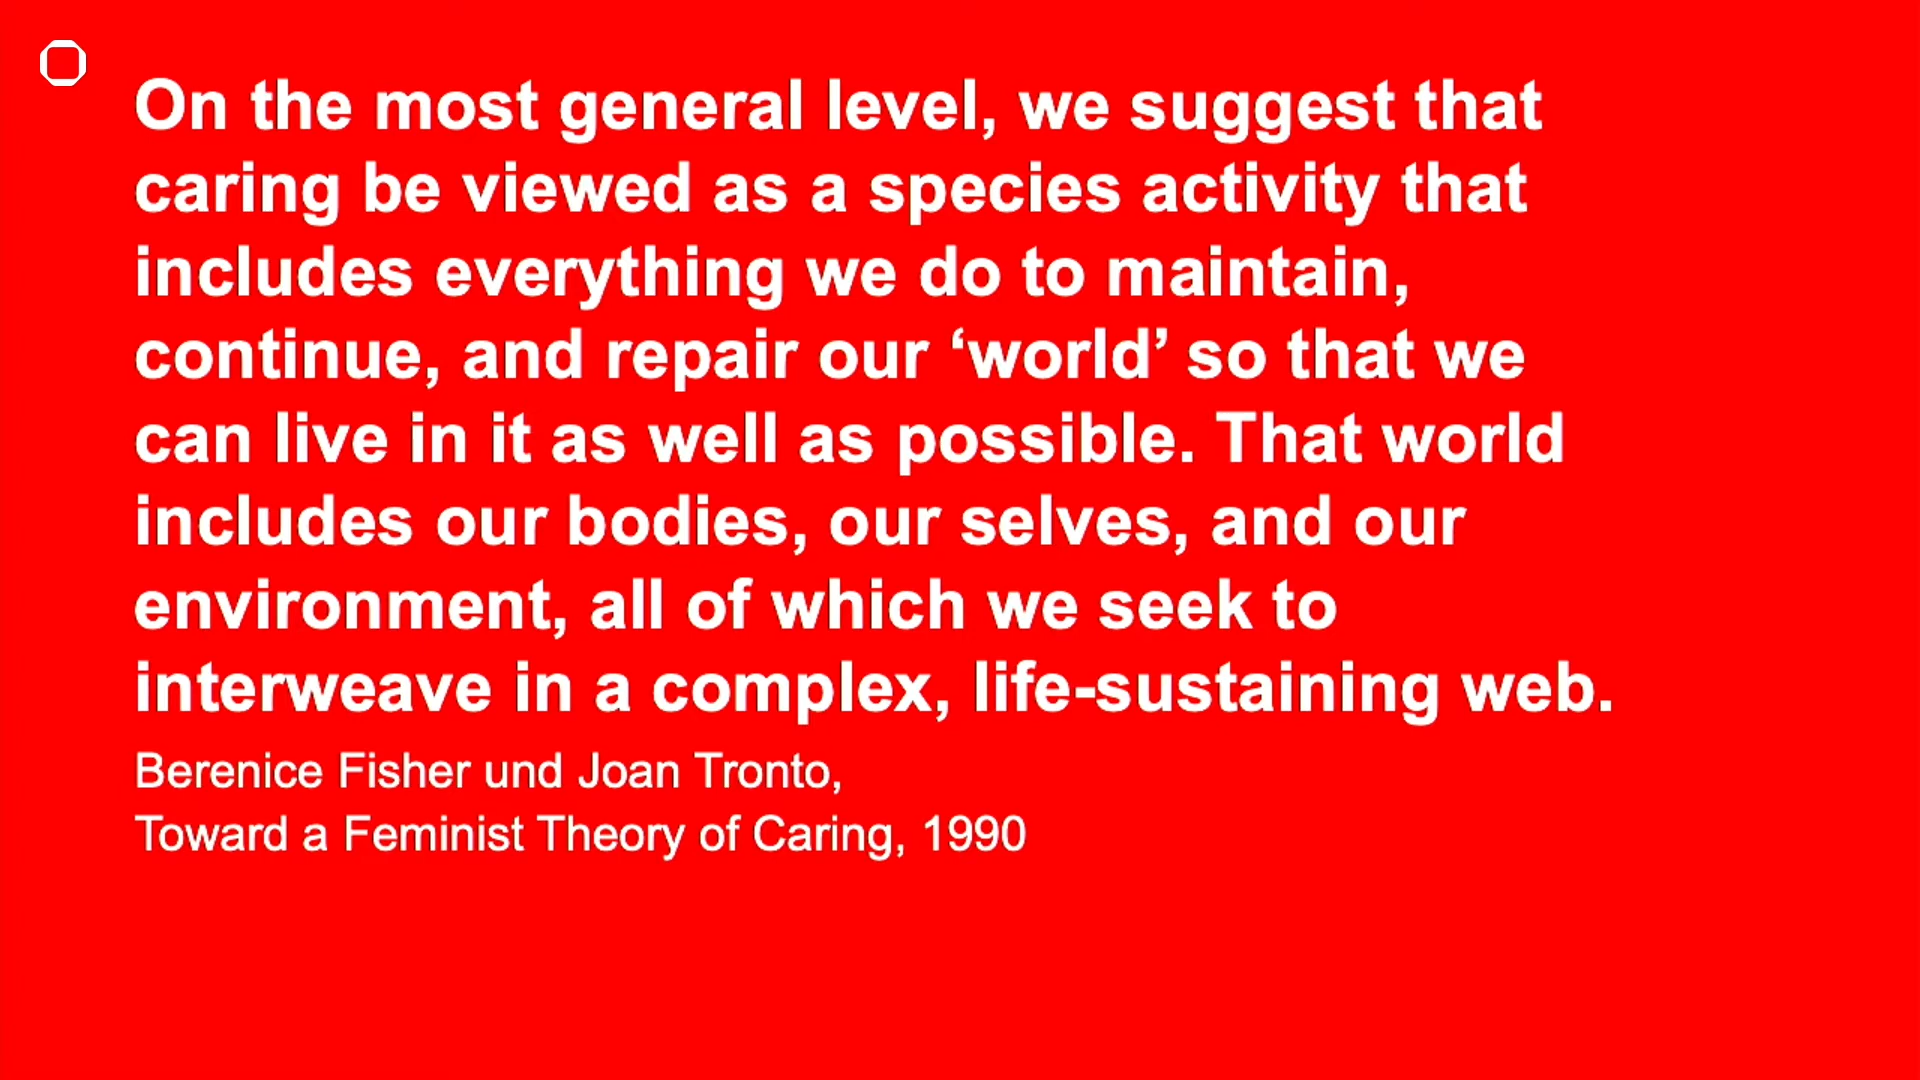 On the most general level, we suggest that
caring be viewed as a species activity that
includes everything we do to maintain,
continue, and repair our ‘world’ so that we
can live in it as well as possible. That world
includes our bodies, our selves, and our
environment, all of which we seek to
interweave in a complex, life-sustaining web.
Berenice Fisher und Joan Tronto,
Toward a Feminist Theory of Caring, 1990